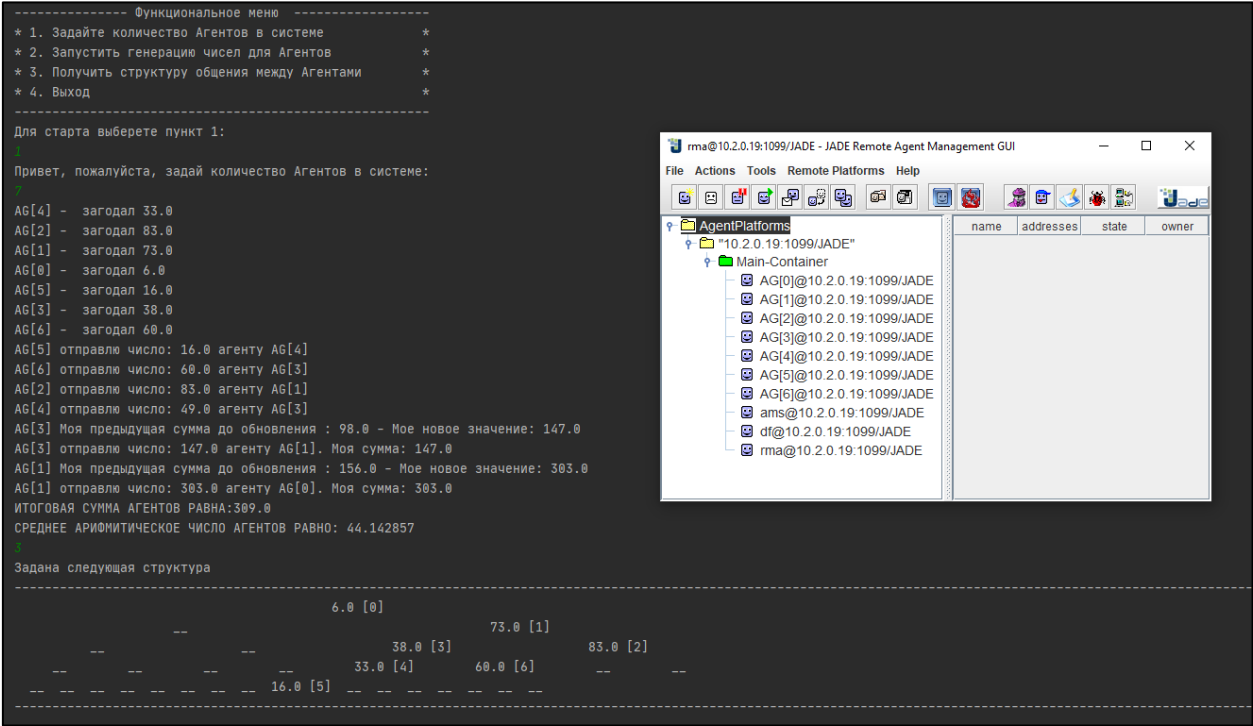 --------------- Функциональное меню ------------------
* 1. Задайте количество Агентов в системе *
* 2. Запустить генерацию чисел для Агентов *
* 3. Получить структуру общения между Агентами *
* 4. Выход *
-------------------------------------------------------
Для старта выберете пункт 1:
1
Привет, пожалуйста, задай количество Агентов в системе:
7
AG[4] - загодал 33.0
AG[2] - загодал 83.0
AG[1] - загодал 73.0
AG[0] - загодал 6.0
AG[5] - загодал 16.0
AG[3] - загодал 38.0
AG[6] - загодал 60.0
AG[5] отправлю число: 16.0 агенту AG[4]
AG[6] отправлю число: 60.0 агенту AG[3]
AG[2] отправлю число: 83.0 агенту AG[1]
AG[4] отправлю число: 49.0 агенту AG[3]
AG[3] Моя предыдущая сумма до обновления : 98.0 - Мое новое значение: 147.0
AG[3] отправлю число: 147.0 агенту AG[1]. Моя сумма: 147.0
AG[1] Моя предыдущая сумма до обновления : 156.0 - Мое новое значение: 303.0
AG[1] отправлю число: 303.0 агенту AG[0]. Моя сумма: 303.0
ИТОГОВАЯ СУММА АГЕНТОВ РАВНА:309.0
СРЕДНЕЕ АРИФМИТИЧЕСКОЕ ЧИСЛО АГЕНТОВ РАВНО: 44.142857
3
Задана следующая структура
6.0 [0]
__ 73.0 [1]
__ __ 38.0 [3] 83.0 [2]
__ __ __ __ 33.0 [4] 60.0 [6] __ __
__ __ __ __ __ __ __ __ 16.0 [5] __ __ __ __ __ __ __
rma@10.2.0.19:1099/JADE - JADE Remote Agent Management GUI
File Actions Tools Remote Platforms Help
Jade
AgentPlatforms
"10.2.0.19:1099/JADE"
Main-Container
AG[0]@10.2.0.19:1099/JADE
AG[1]@10.2.0.19:1099/JADE
AG[2]@10.2.0.19:1099/JADE
AG[3]@10.2.0.19:1099/JADE
AG[4]@10.2.0.19:1099/JADE
AG[5]@10.2.0.19:1099/JADE
AG[6]@10.2.0.19:1099/JADE
ams@10.2.0.19:1099/JADE
df@10.2.0.19:1099/JADE
rma@10.2.0.19:1099/JADE
name addresses state owner